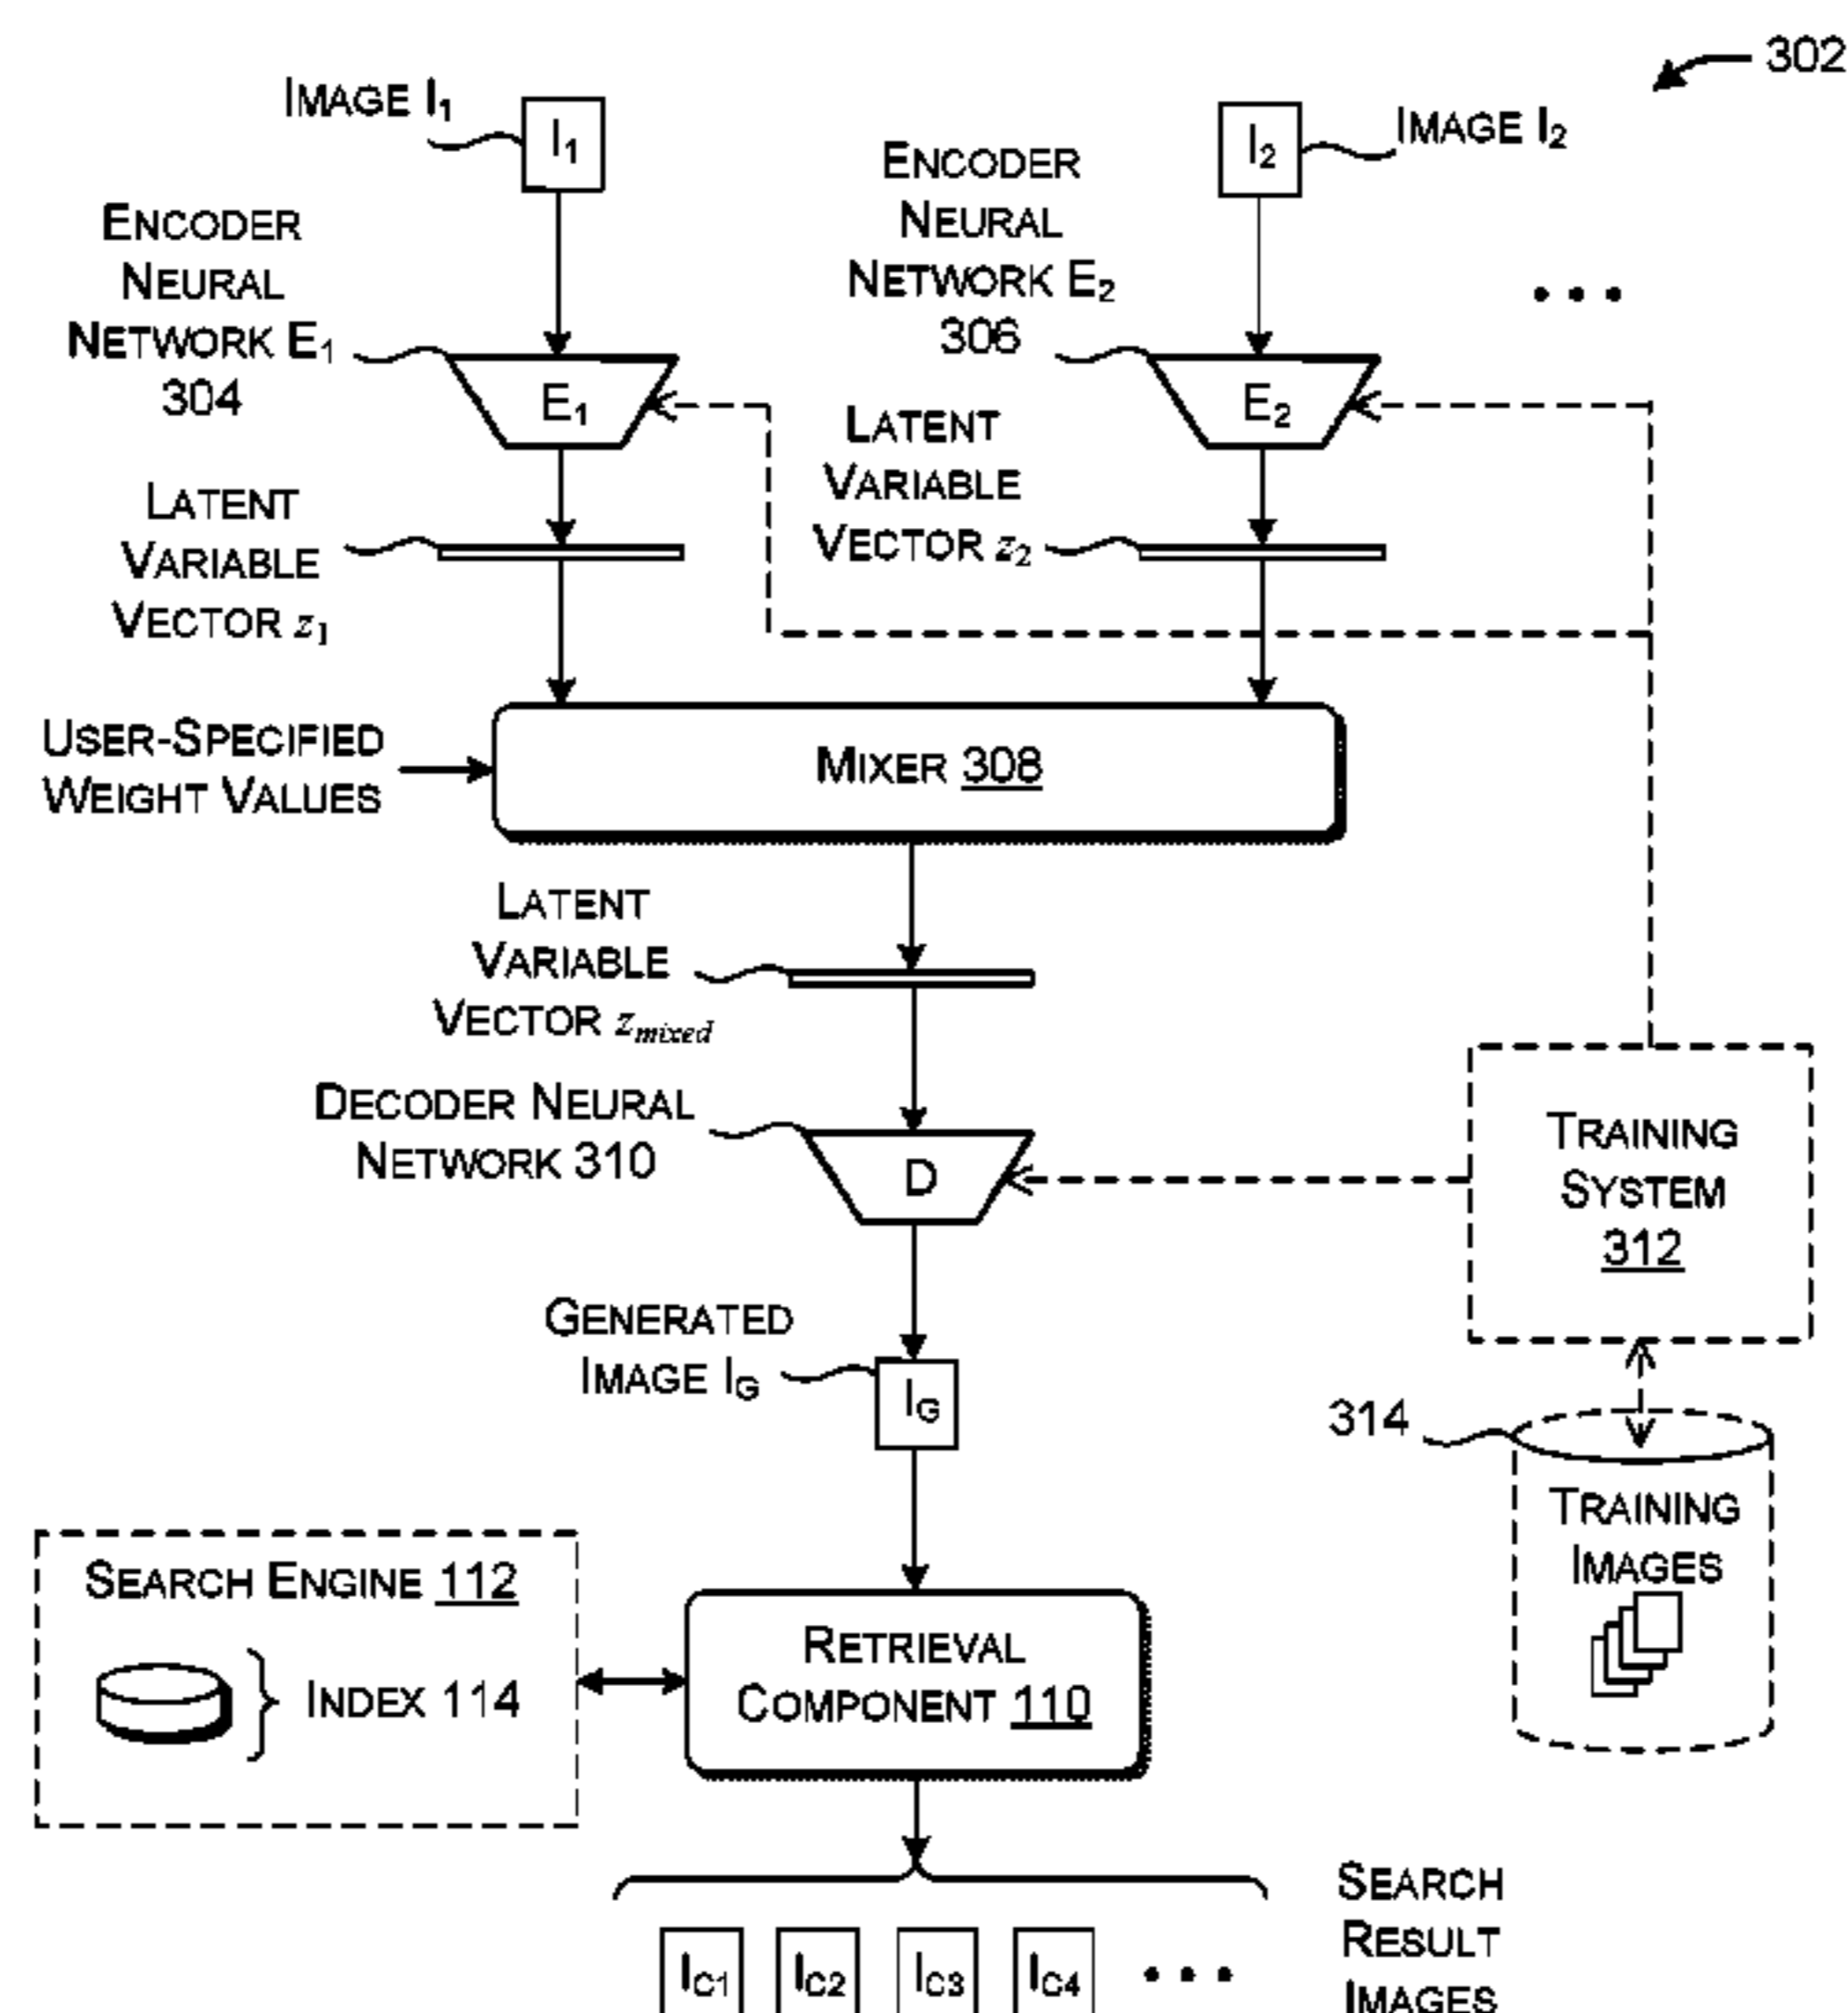 302
IMAGE I1
I1
I2
IMAGE I2
ENCODER
NEURAL
NETWORK E1
304
ENCODER
NEURAL
NETWORK E2
306
• • •
E1
E2
LATENT
VARIABLE
VECTOR z1
LATENT
VARIABLE
VECTOR z2
USER-SPECIFIED
WEIGHT VALUES
MIXER 308
LATENT
VARIABLE
VECTOR zmixed
DECODER NEURAL
NETWORK 310
D
TRAINING
SYSTEM
312
GENERATED
IMAGE IG
IG
314
TRAINING
IMAGES
SEARCH ENGINE 112
INDEX 114
RETRIEVAL
COMPONENT 110
IC1 IC2 IC3 IC4 • • •
SEARCH
RESULT
IMAGES